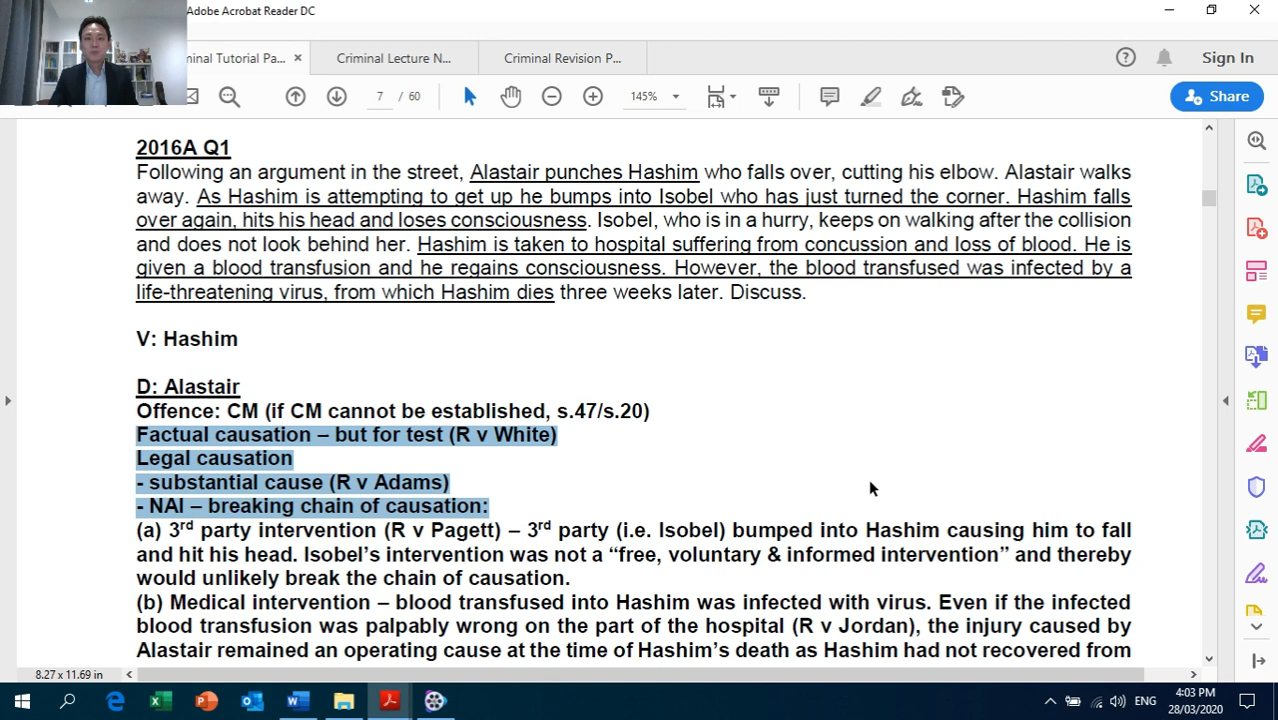 Adobe Acrobat Reader DC
ninal Tutorial Pa...
Criminal Lecture N...
Criminal Revision P...
Sign In
7 / 60
145%
Share
2016A Q1
Following an argument in the street, Alastair punches Hashim who falls over, cutting his elbow. Alastair walks
away. As Hashim is attempting to get up he bumps into Isobel who has just turned the corner. Hashim falls
over again, hits his head and loses consciousness. Isobel, who is in a hurry, keeps on walking after the collision
and does not look behind her. Hashim is taken to hospital suffering from concussion and loss of blood. He is
given a blood transfusion and he regains consciousness. However, the blood transfused was infected by a
life-threatening virus, from which Hashim dies three weeks later. Discuss.
V: Hashim
D: Alastair
Offence: CM (if CM cannot be established, s.47/s.20)
Factual causation – but for test (R v White)
Legal causation
- substantial cause (R v Adams)
- NAI – breaking chain of causation:
(a) 3rd party intervention (R v Pagett) – 3rd party (i.e. Isobel) bumped into Hashim causing him to fall
and hit his head. Isobel's intervention was not a “free, voluntary & informed intervention” and thereby
would unlikely break the chain of causation.
(b) Medical intervention – blood transfused into Hashim was infected with virus. Even if the infected
blood transfusion was palpably wrong on the part of the hospital (R v Jordan), the injury caused by
Alastair remained an operating cause at the time of Hashim's death as Hashim had not recovered from
8.27 x 11.69 in
ENG
4:03 PM
28/03/2020